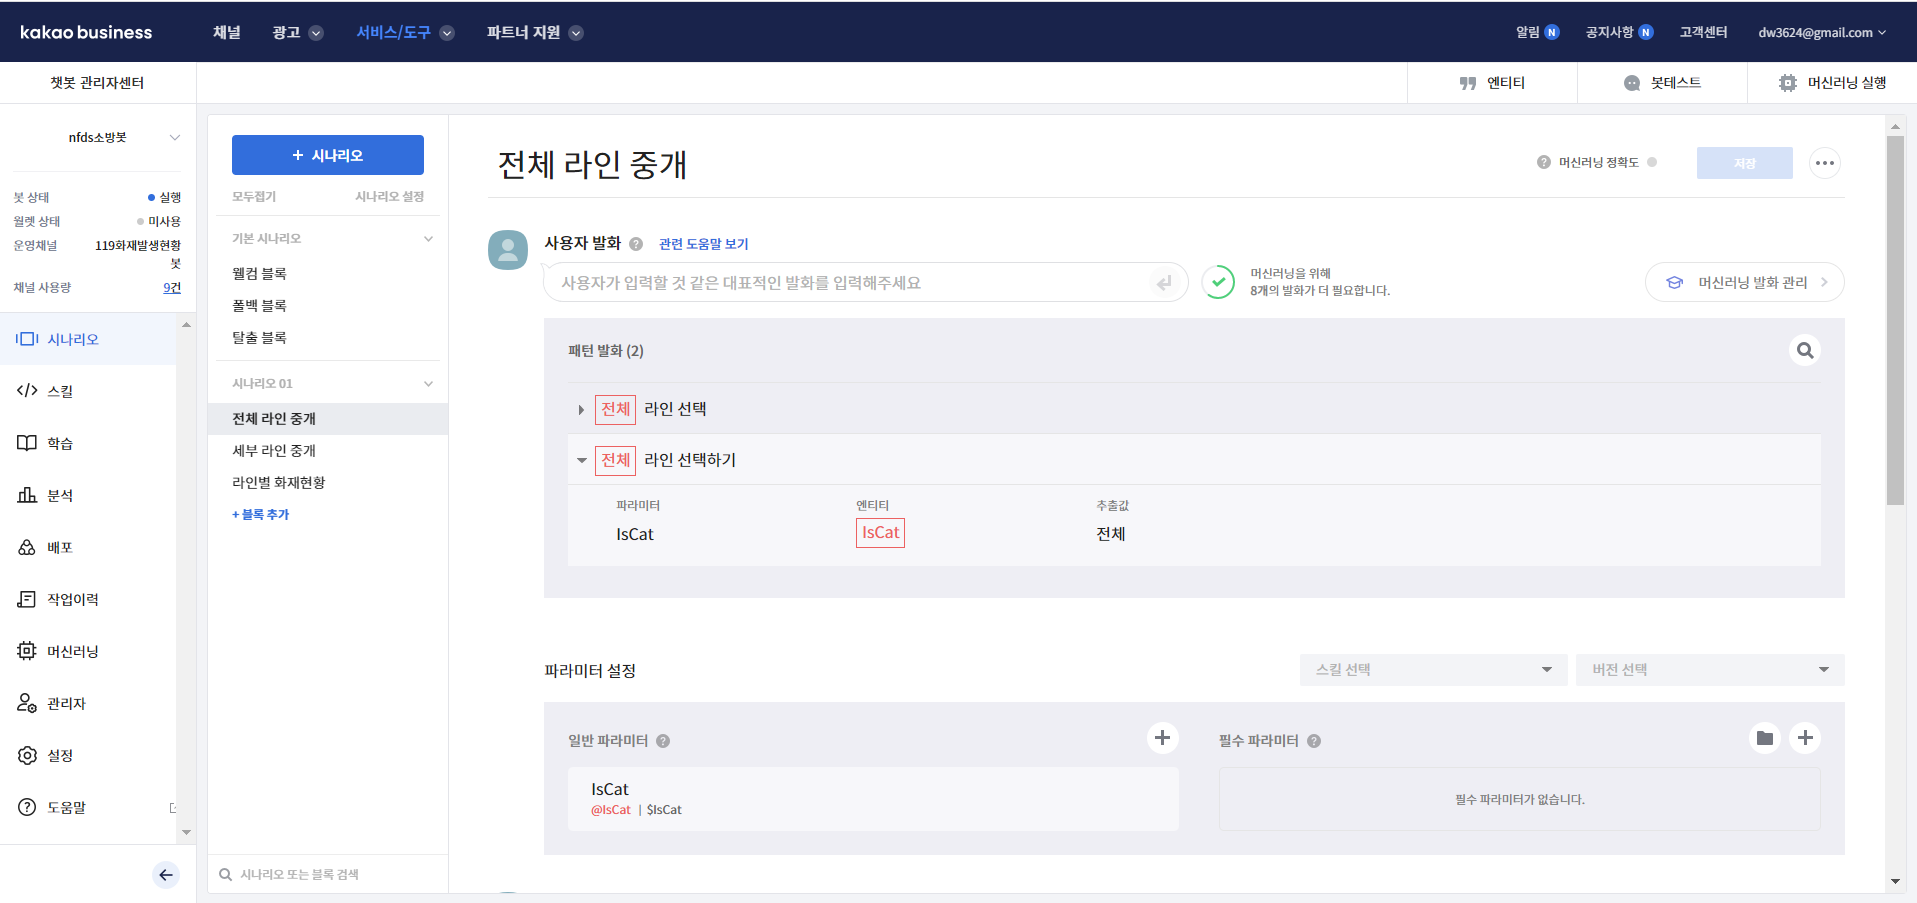 kakao business
채널
광고
서비스/도구
파트너 지원
알림 N
공지사항 N
고객센터
dw3624@gmail.com
챗봇 관리자센터
엔티티
봇테스트
머신러닝 실행
nfds소방봇
봇 상태
실행
월렛 상태
미사용
운영채널
119화재발생현황
봇
채널 사용량
9건
시나리오
스킬
학습
분석
배포
작업이력
머신러닝
관리자
설정
도움말
+ 시나리오
모두접기
시나리오 설정
기본 시나리오
웰컴 블록
폴백 블록
탈출 블록
시나리오 01
전체 라인 중개
세부 라인 중개
라인별 화재현황
+ 블록 추가
시나리오 또는 블록 검색
전체 라인 중개
머신러닝 정확도
저장
사용자 발화
관련 도움말 보기
사용자가 입력할 것 같은 대표적인 발화를 입력해주세요
머신러닝을 위해
8개의 발화가 더 필요합니다.
머신러닝 발화 관리
패턴 발화 (2)
전체 라인 선택
전체 라인 선택하기
파라미터
엔티티
추출값
IsCat
IsCat
전체
파라미터 설정
스킬 선택
버전 선택
일반 파라미터
필수 파라미터
IsCat
@IsCat | $IsCat
필수 파라미터가 없습니다.